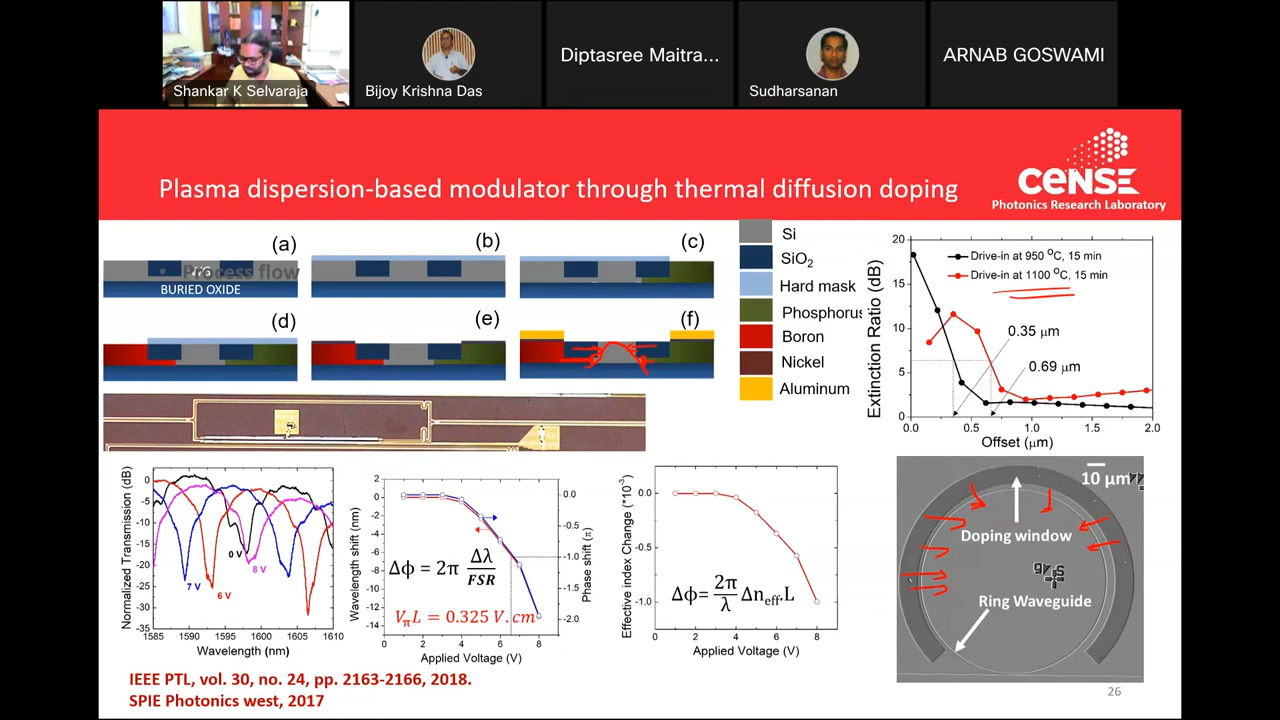 Shankar K Selvaraja
Bijoy Krishna Das
Diptasree Maitra...
Sudharsanan
ARNAB GOSWAMI
Plasma dispersion-based modulator through thermal diffusion doping
CENSE
Photonics Research Laboratory
(a)
• Process flow
WG
BURIED OXIDE
(b)
(c)
(d)
(e)
(f)
Si
SiO₂
Hard mask
Phosphorus
Boron
Nickel
Aluminum
Extinction Ratio (dB)
20
15
10
5
0
Drive-in at 950 °C, 15 min
Drive-in at 1100 °C, 15 min
0.35 μm
0.69 μm
0.0 0.5 1.0 1.5 2.0
Offset (μm)
Normalized Transmission (dB)
0
-5
-10
-15
-20
-25
-30
-35
0 V
8 V
7 V
6 V
1585 1590 1595 1600 1605 1610
Wavelength (nm)
Wavelength shift (nm)
2
0
-2
-4
-6
-8
-10
-12
-14
Δϕ = 2π Δλ/FSR
VπL = 0.325 V.cm
0.0
-0.5
-1.0
-1.5
-2.0
Phase shift (π)
0 2 4 6 8
Applied Voltage (V)
Effective index Change (*10⁻³)
0.0
-0.5
-1.0
Δϕ= 2π/λ Δneff.L
0 2 4 6 8
Applied Voltage (V)
10 μm
Doping window
Ring Waveguide
IEEE PTL, vol. 30, no. 24, pp. 2163-2166, 2018.
SPIE Photonics west, 2017
26